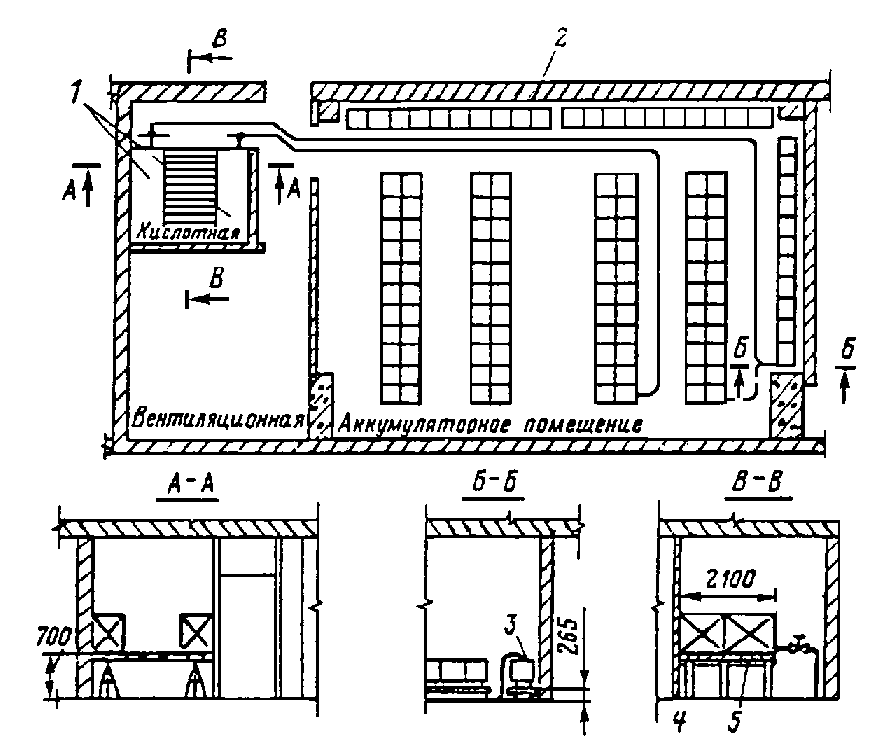 В
2
1
А
А
Кислотная
В
Б
Б
Вентиляционная
Аккумуляторное помещение
А-А
Б-Б
В-В
2100
700
3
265
4
5